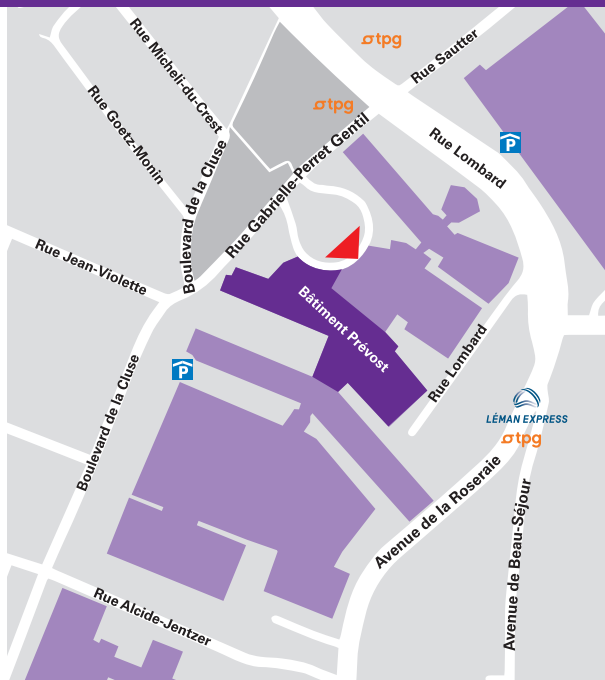 Rue Micheli-du-Crest
tpg
Rue Sautter
Rue Goetz-Monin
tpg
Rue Lombard
P
Boulevard de la Cluse
Rue Gabrielle-Perret Gentil
Rue Jean-Violette
Bâtiment Prévost
Rue Lombard
P
Boulevard de la Cluse
LÉMAN EXPRESS
tpg
Avenue de la Roseraie
Avenue de Beau-Séjour
Rue Alcide-Jentzer